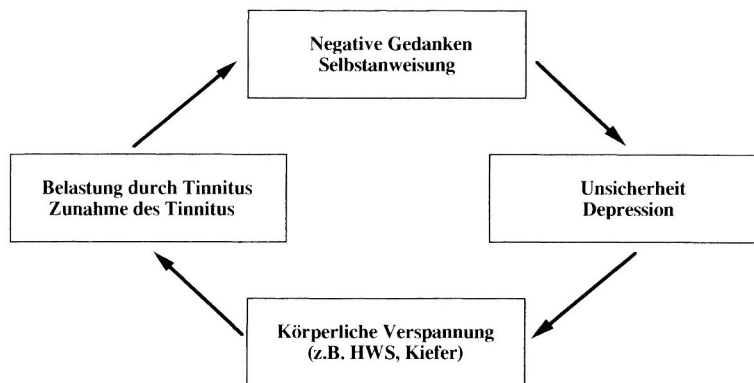 Negative Gedanken
Selbstanweisung
Belastung durch Tinnitus
Zunahme des Tinnitus
Unsicherheit
Depression
Körperliche Verspannung
(z.B. HWS, Kiefer)